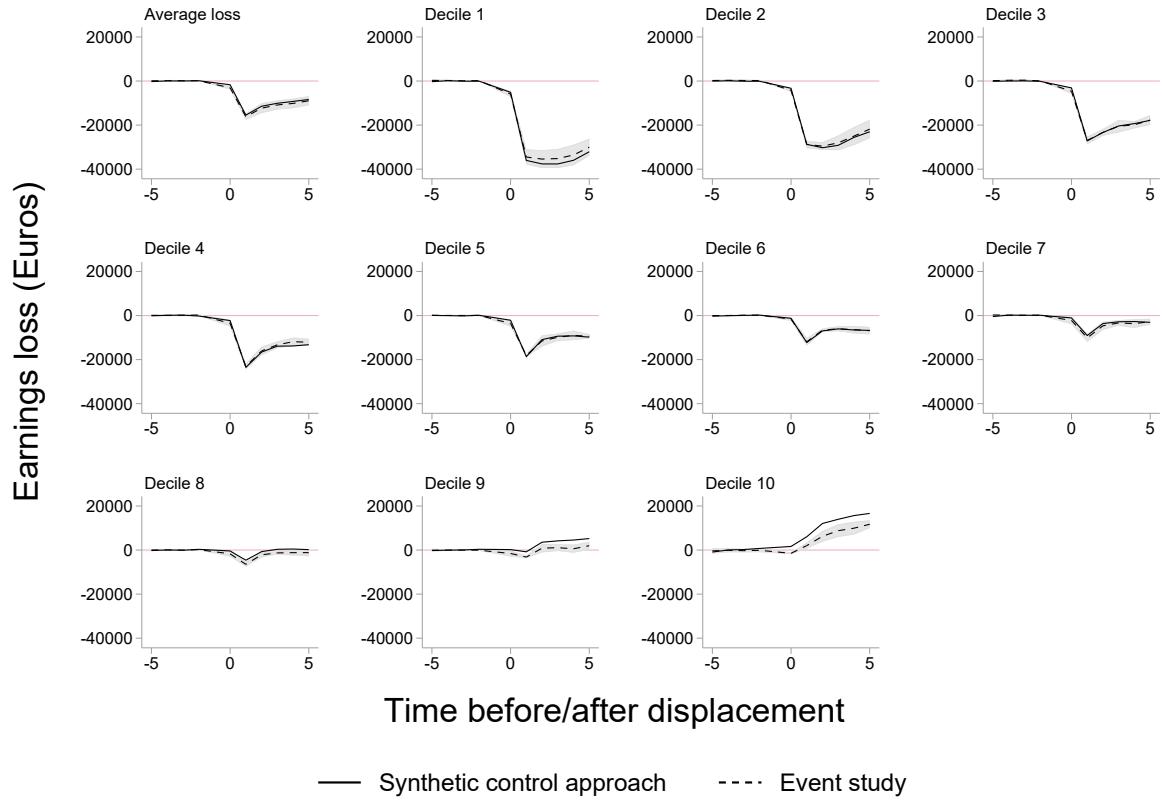 Earnings loss (Euros)
Average loss
20000
0
-20000
-40000
-5 0 5
Decile 1
20000
0
-20000
-40000
-5 0 5
Decile 2
20000
0
-20000
-40000
-5 0 5
Decile 3
20000
0
-20000
-40000
-5 0 5
Decile 4
20000
0
-20000
-40000
-5 0 5
Decile 5
20000
0
-20000
-40000
-5 0 5
Decile 6
20000
0
-20000
-40000
-5 0 5
Decile 7
20000
0
-20000
-40000
-5 0 5
Decile 8
20000
0
-20000
-40000
-5 0 5
Decile 9
20000
0
-20000
-40000
-5 0 5
Decile 10
20000
0
-20000
-40000
-5 0 5
Time before/after displacement
Synthetic control approach Event study